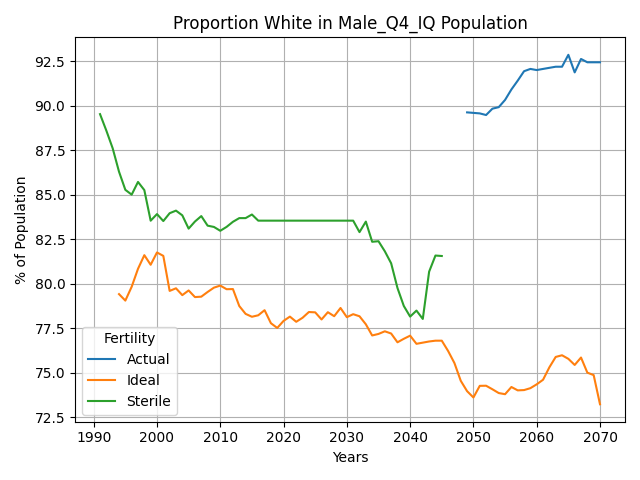 Proportion White in Male_Q4_IQ Population
% of Population
92.5
90.0
87.5
85.0
82.5
80.0
77.5
75.0
72.5
Fertility
Actual
Ideal
Sterile
1990 2000 2010 2020 2030 2040 2050 2060 2070
Years